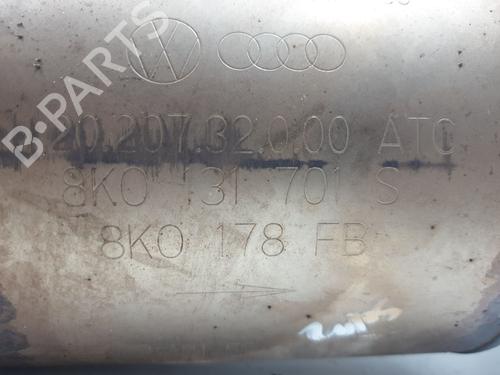 B-PARTS
20.207.32.0.00 ATC
8K0 131 701 S
8K0 178 FB